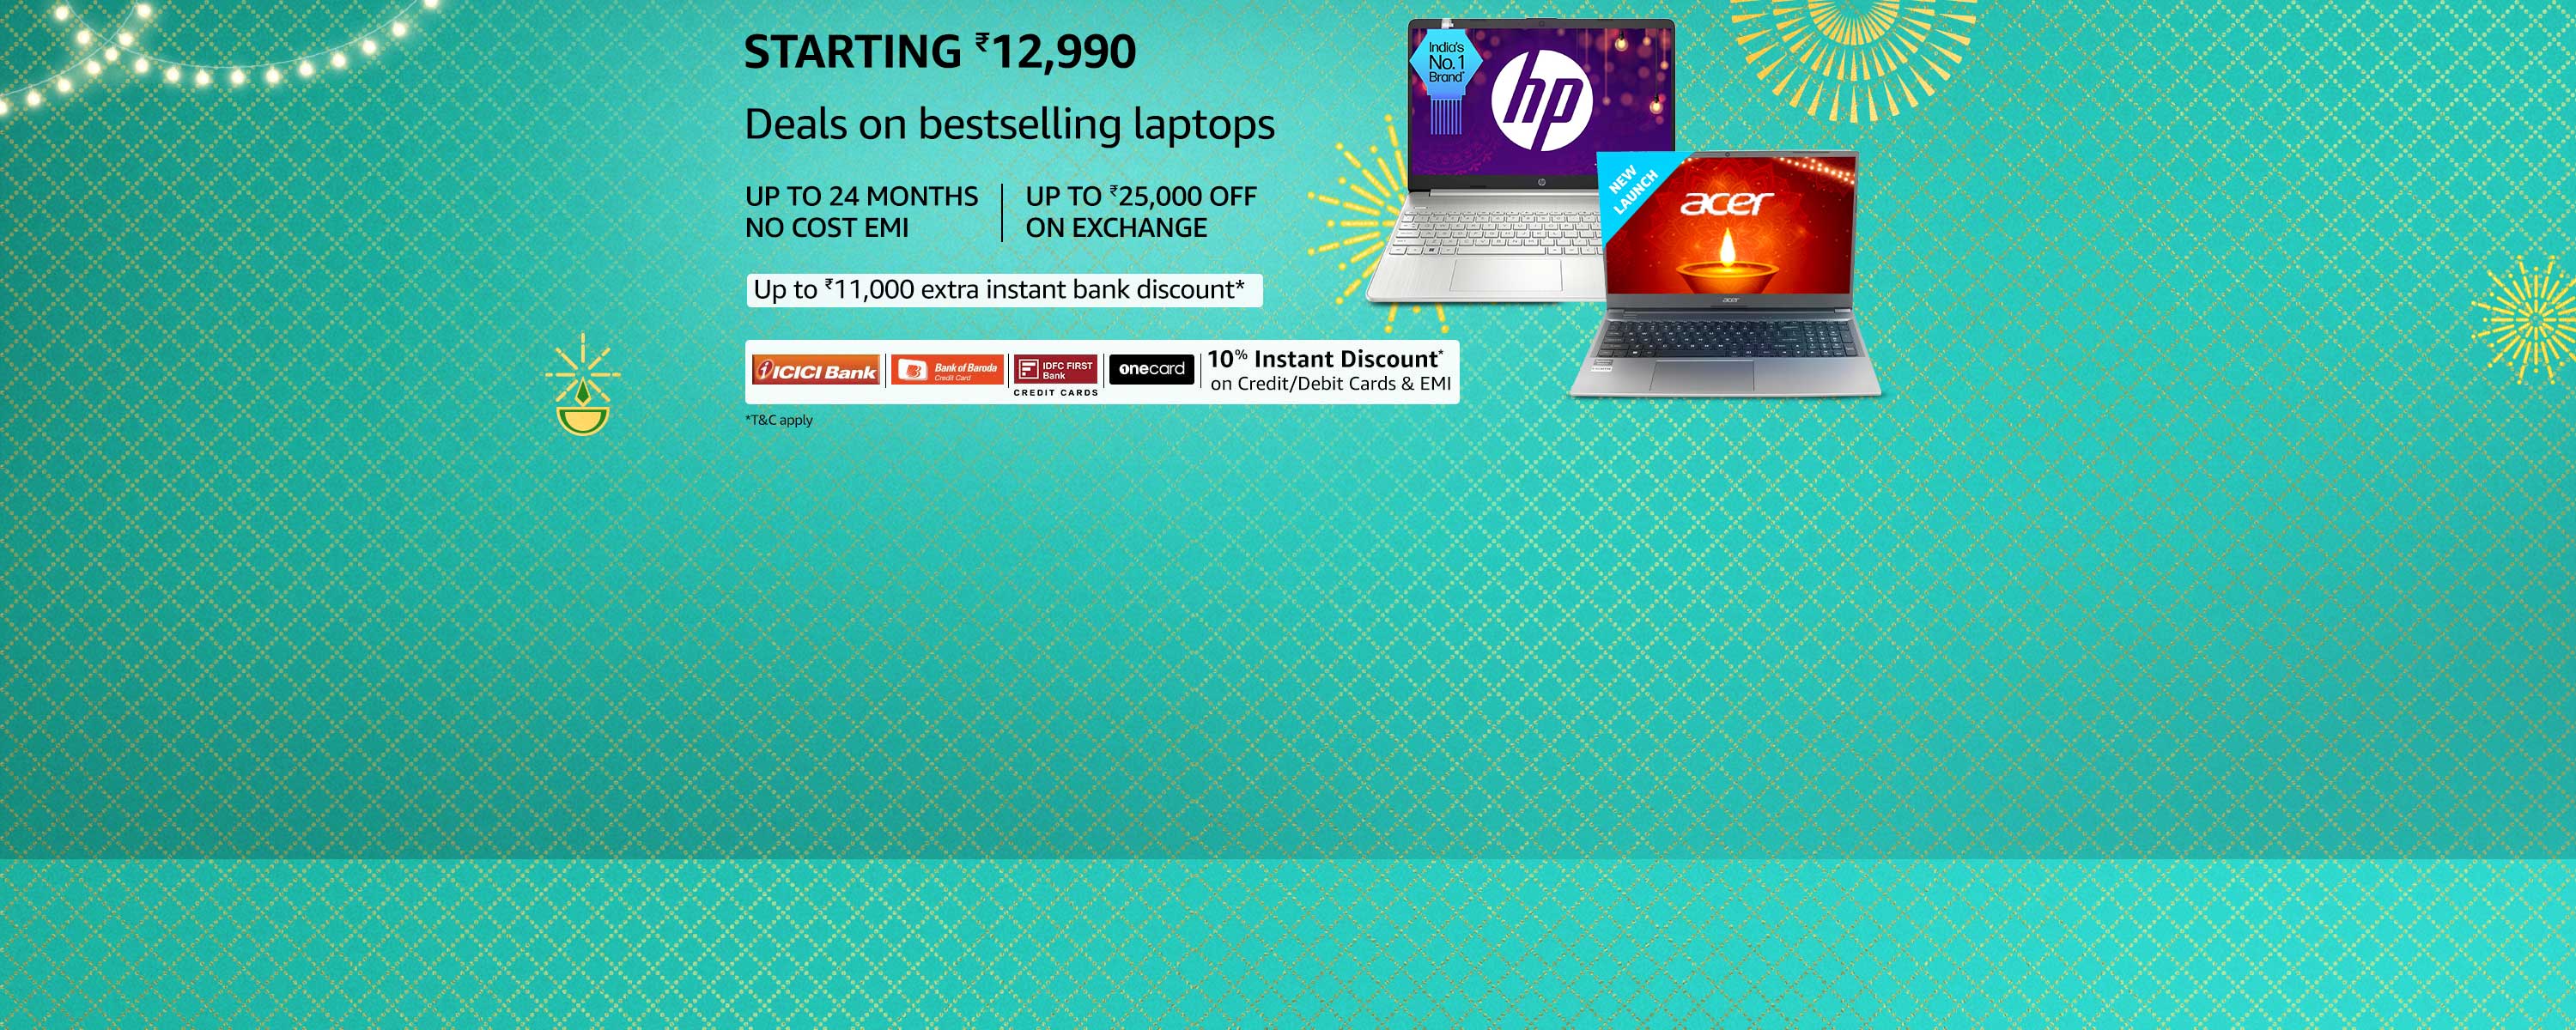 STARTING ₹12,990
Deals on bestselling laptops
UP TO 24 MONTHS
NO COST EMI
UP TO ₹25,000 OFF
ON EXCHANGE
Up to ₹11,000 extra instant bank discount*
ICICI Bank
Bank of Baroda
Credit Card
IDFC FIRST
Bank
CREDIT CARDS
onecard
10% Instant Discount*
on Credit/Debit Cards & EMI
*T&C apply
India's
No.1
Brand*
hp
NEW
LAUNCH
acer
acer